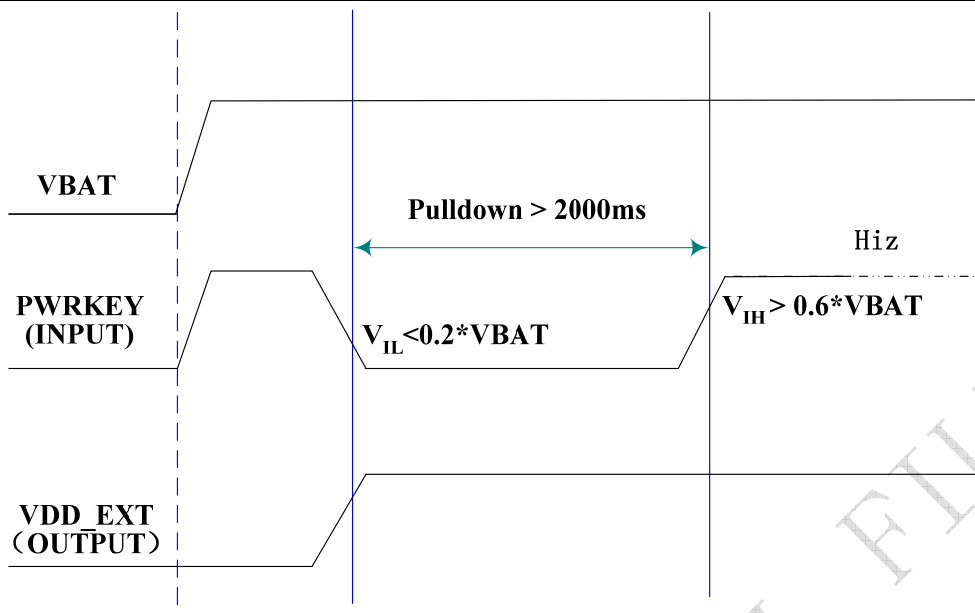 VBAT
Pulldown > 2000ms
Hiz
PWRKEY
(INPUT)
V_IH > 0.6*VBAT
V_IL<0.2*VBAT
VDD_EXT
（OUTPUT）